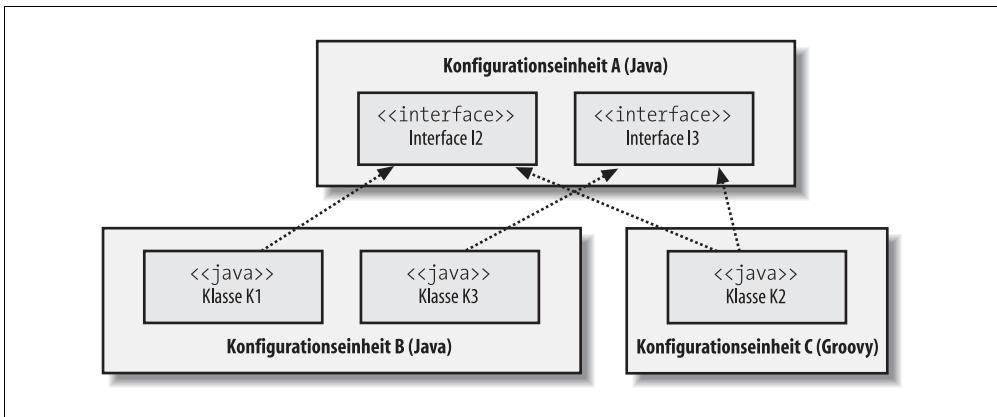 Konfigurationseinheit A (Java)
<<interface>>
Interface I2
<<interface>>
Interface I3
<<java>>
Klasse K1
<<java>>
Klasse K3
Konfigurationseinheit B (Java)
<<java>>
Klasse K2
Konfigurationseinheit C (Groovy)